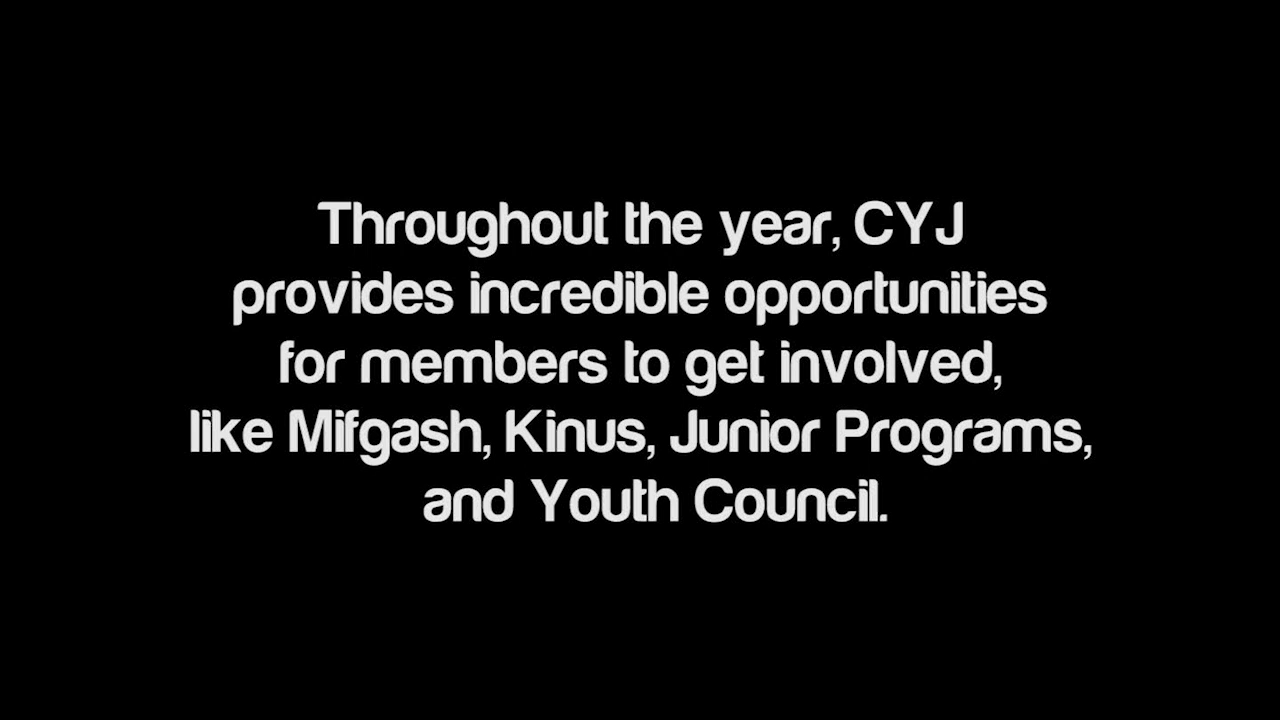 Throughout the year, CYJ
provides incredible opportunities
for members to get involved,
like Mifgash, Kinus, Junior Programs,
and Youth Council.